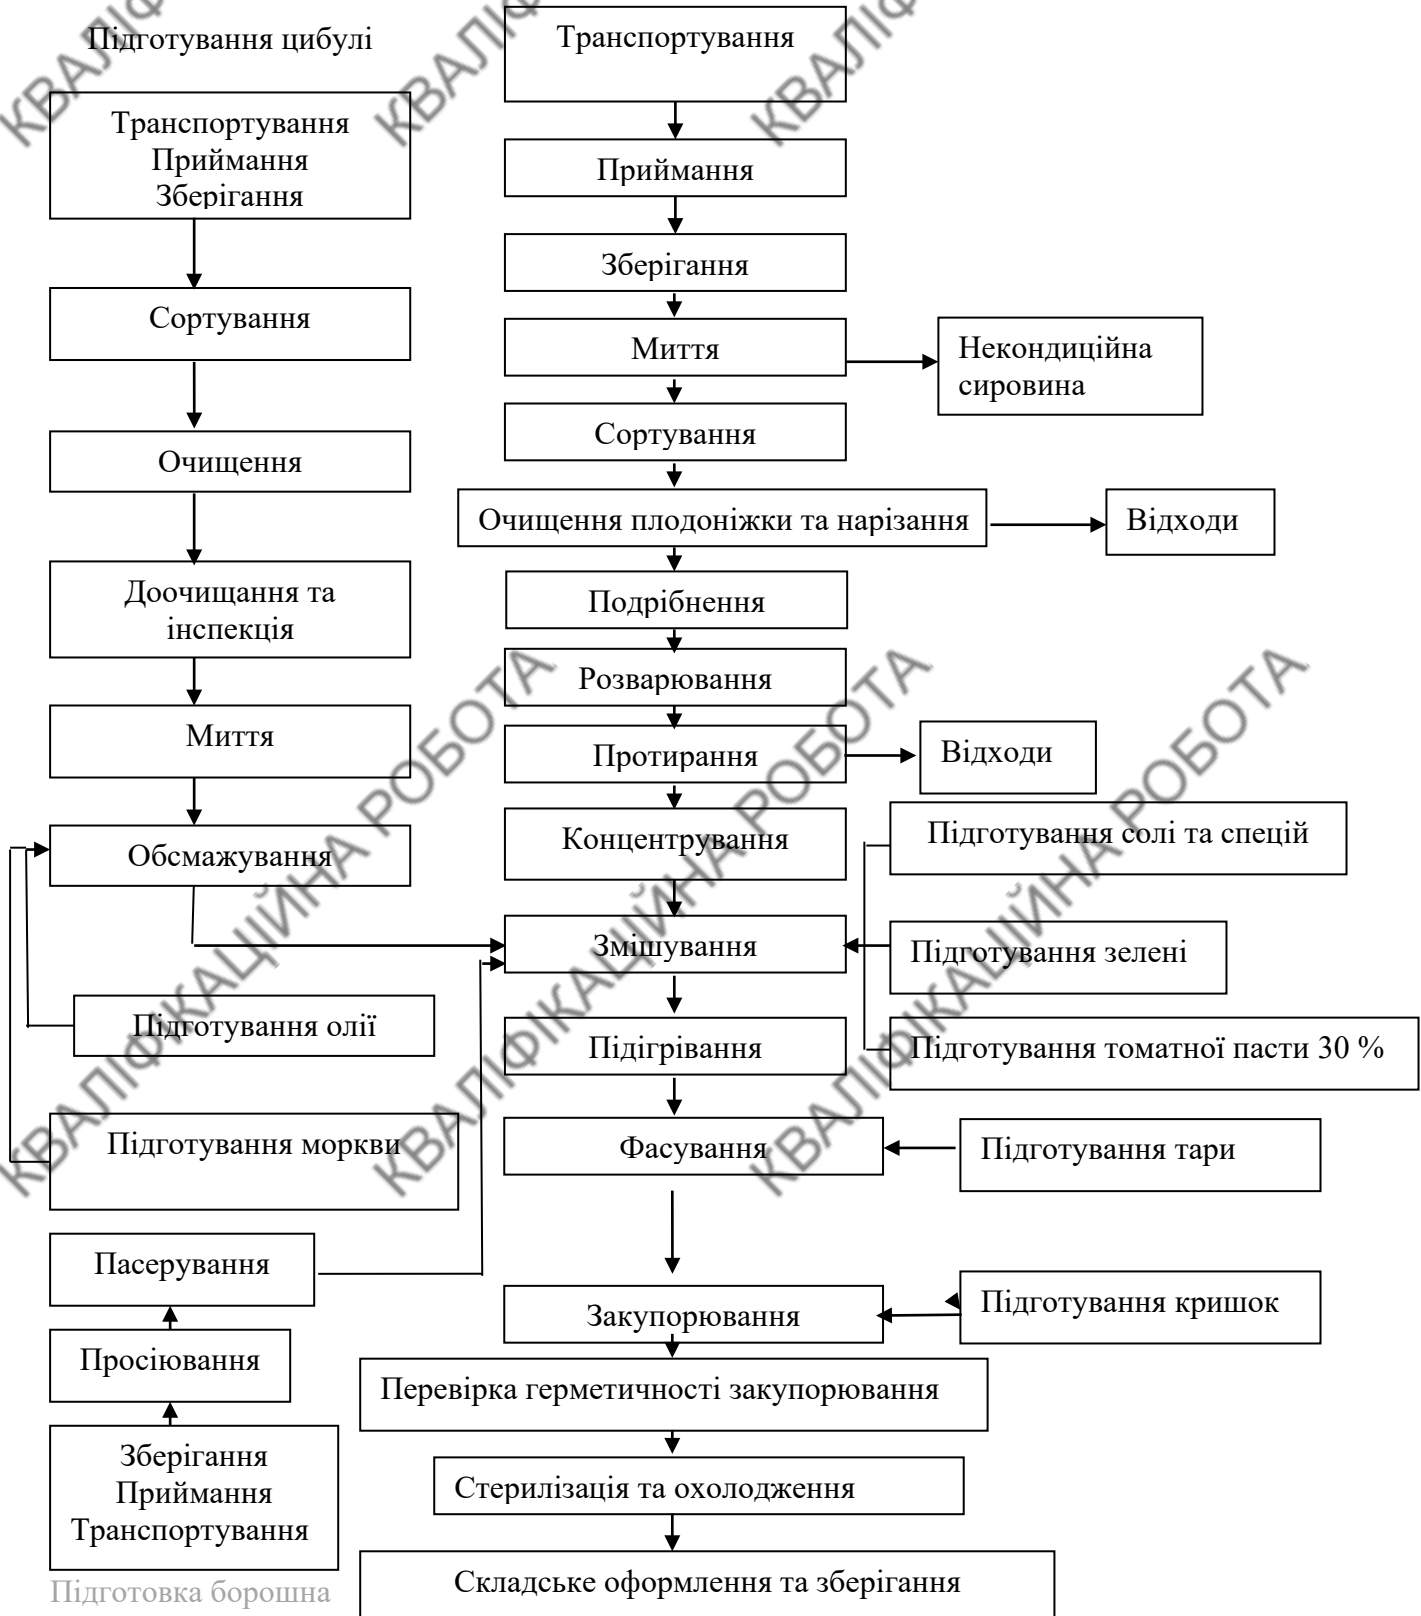 Підготування цибулі
Транспортування
Приймання
Зберігання
Сортування
Очищення
Доочищання та
інспекція
Миття
Обсмажування
Підготування олії
Підготування моркви
Пасерування
Просіювання
Зберігання
Приймання
Транспортування
Підготовка борошна
Транспортування
Приймання
Зберігання
Миття
Некондиційна
сировина
Сортування
Очищення плодоніжки та нарізання
Відходи
Подрібнення
Розварювання
Протирання
Відходи
Концентрування
Підготування солі та спецій
Змішування
Підготування зелені
Підігрівання
Підготування томатної пасти 30 %
Фасування
Підготування тари
Закупорювання
Підготування кришок
Перевірка герметичності закупорювання
Стерилізація та охолодження
Складське оформлення та зберігання
КВАЛІФІКАЦІЙНА РОБОТА
КВАЛІФІКАЦІЙНА РОБОТА
КВАЛІФІКАЦІЙНА РОБОТА